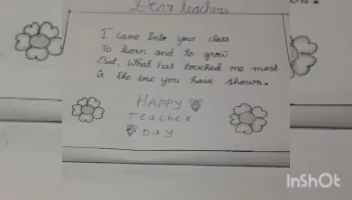 Dear teachers
I came Into your class
To learn and to grow
But, What has touched me most
is the love you have shown.
HAPPY
Teacher
Day
InShOt